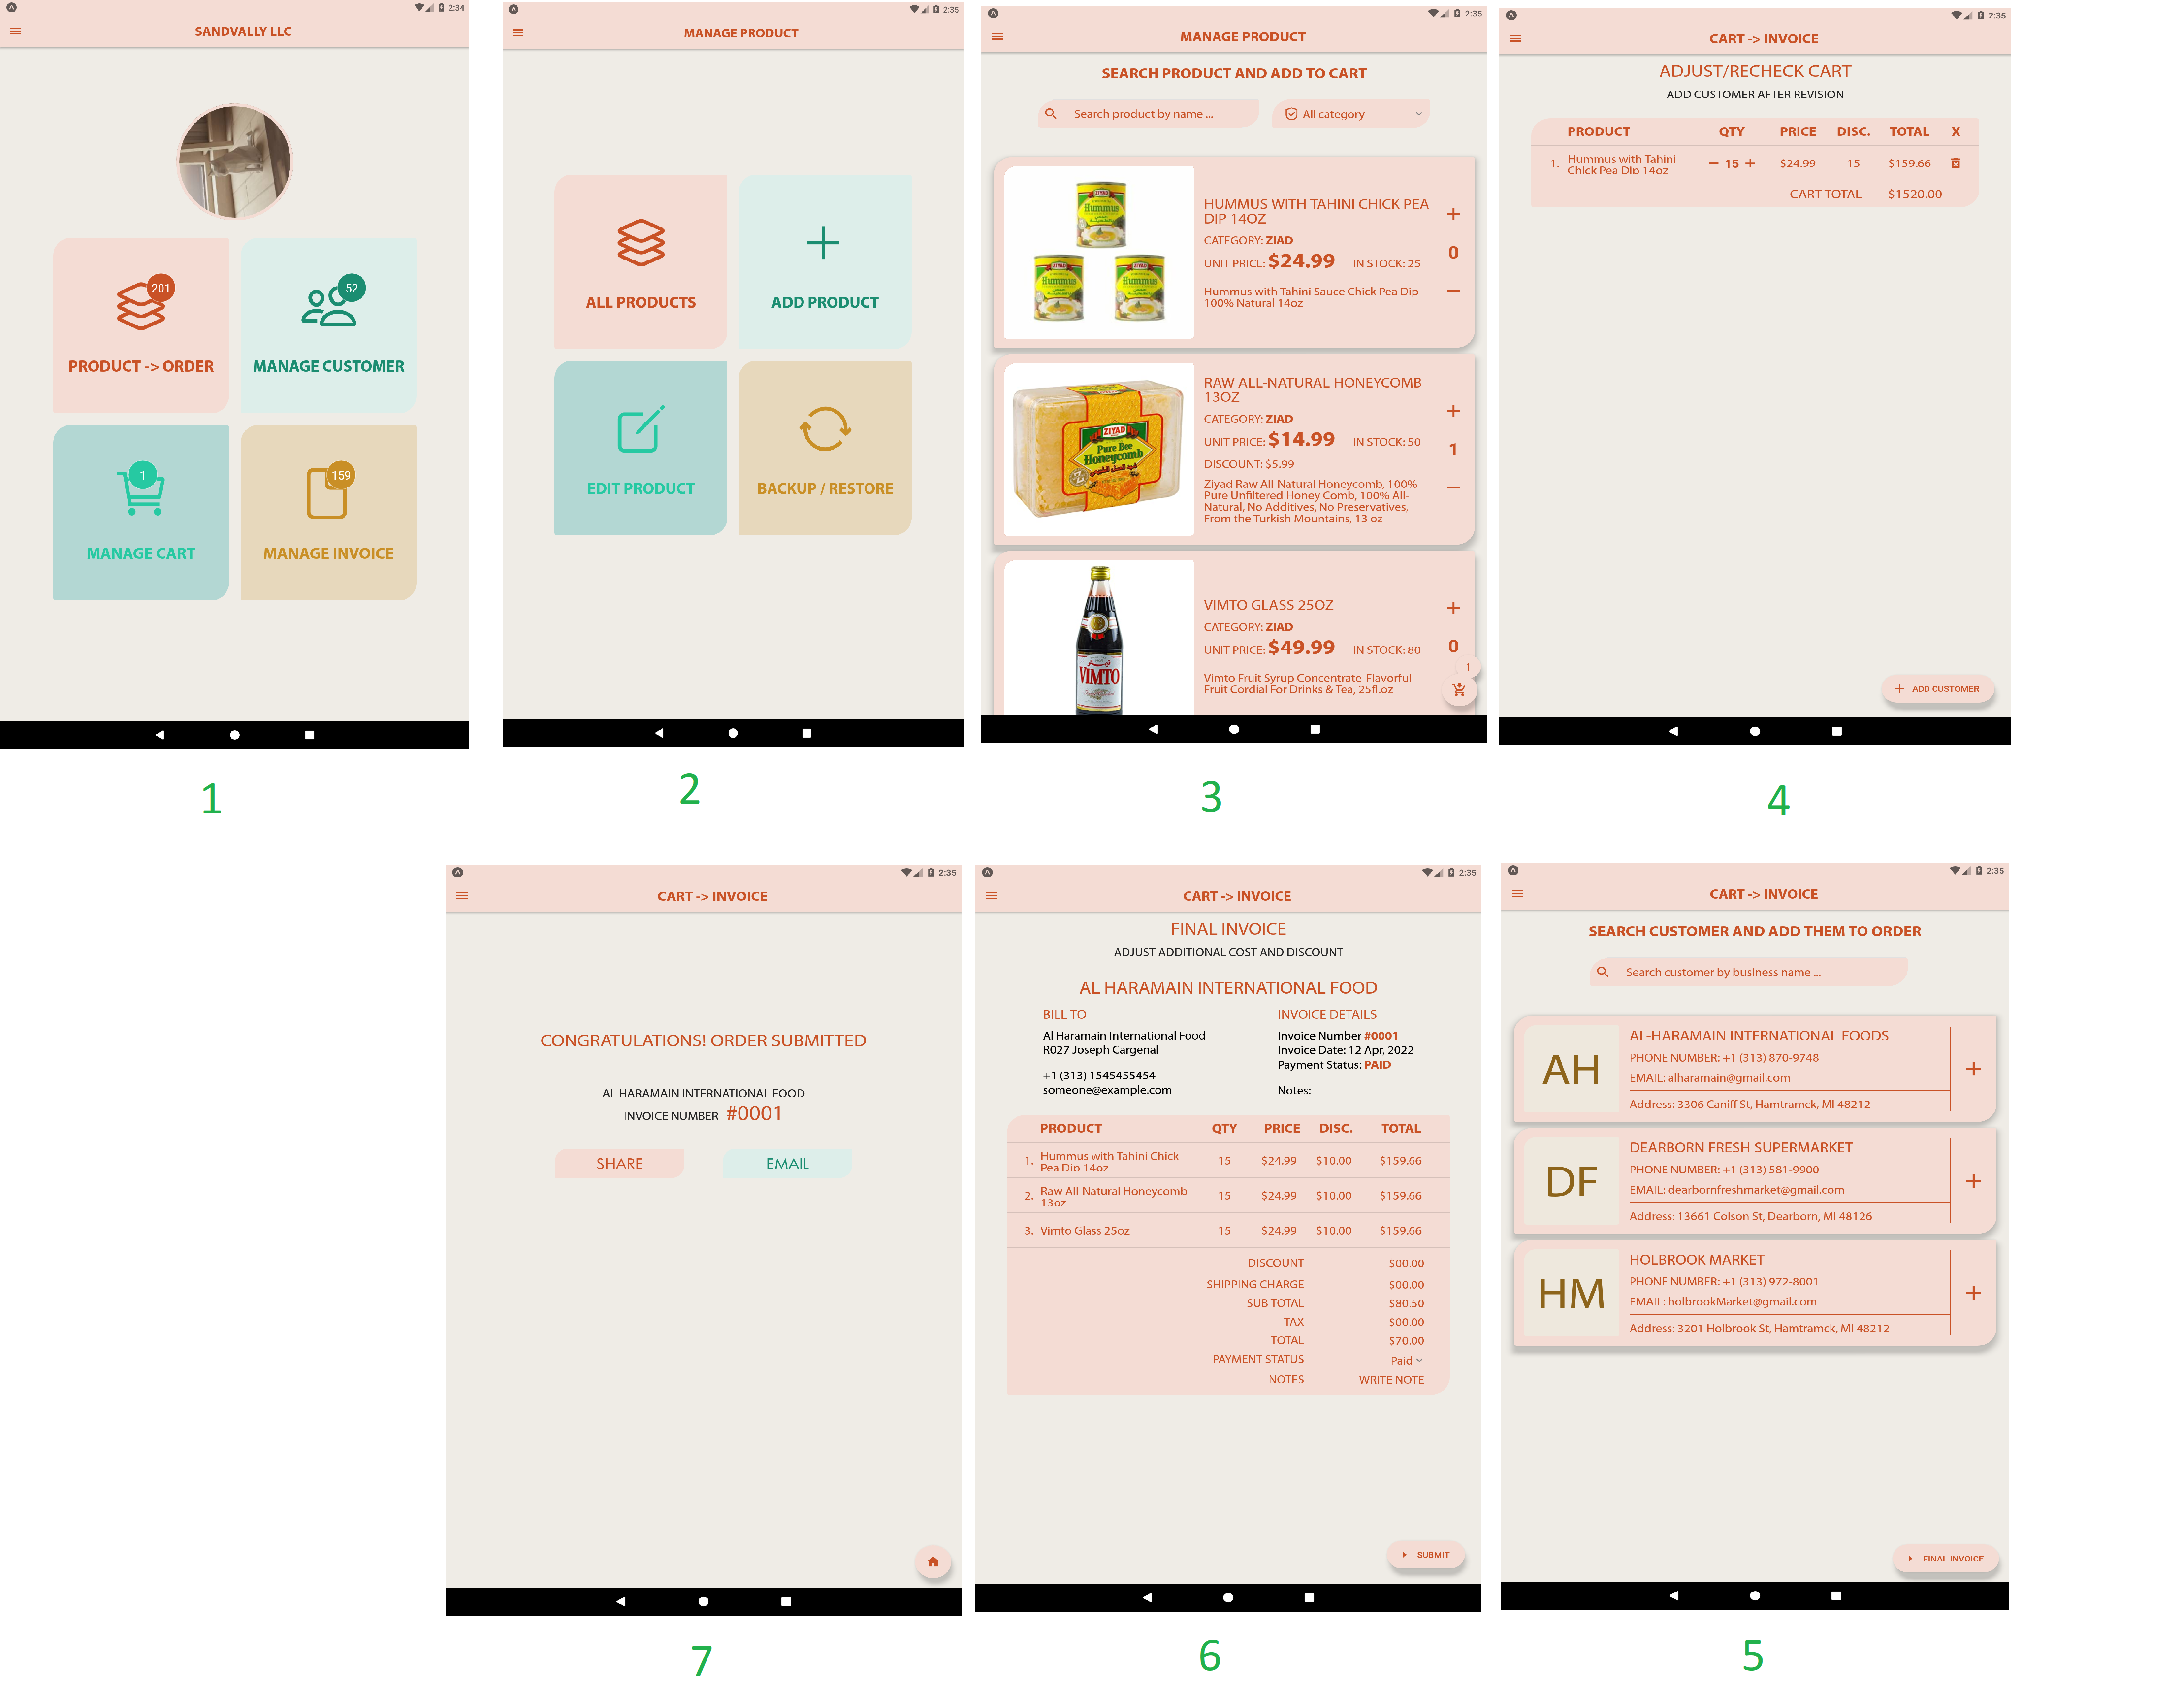 2:34
SANDVALLY LLC
201
PRODUCT -> ORDER
52
MANAGE CUSTOMER
1
MANAGE CART
159
MANAGE INVOICE
1
2:35
MANAGE PRODUCT
ALL PRODUCTS
ADD PRODUCT
EDIT PRODUCT
BACKUP / RESTORE
2
2:35
MANAGE PRODUCT
SEARCH PRODUCT AND ADD TO CART
Search product by name ...
All category
ZIYAD
Hummus
ZIYAD
Hummus
ZIYAD
Hummus
HUMMUS WITH TAHINI CHICK PEA
DIP 14OZ
CATEGORY: ZIAD
UNIT PRICE: $24.99 IN STOCK: 25
Hummus with Tahini Sauce Chick Pea Dip
100% Natural 14oz
+
0
−
ZIYAD
Pure Bee
Honeycomb
RAW ALL-NATURAL HONEYCOMB
13OZ
CATEGORY: ZIAD
UNIT PRICE: $14.99 IN STOCK: 50
DISCOUNT: $5.99
Ziyad Raw All-Natural Honeycomb, 100%
Pure Unfiltered Honey Comb, 100% All-
Natural, No Additives, No Preservatives,
From the Turkish Mountains, 13 oz
+
1
−
VIMTO
VIMTO GLASS 25OZ
CATEGORY: ZIAD
UNIT PRICE: $49.99 IN STOCK: 80
Vimto Fruit Syrup Concentrate-Flavorful
Fruit Cordial For Drinks & Tea, 25fl.oz
+
0
1
3
2:35
CART -> INVOICE
ADJUST/RECHECK CART
ADD CUSTOMER AFTER REVISION
PRODUCT QTY PRICE DISC. TOTAL X
1. Hummus with Tahini Chick Pea Dip 14oz − 15 + $24.99 15 $159.66
CART TOTAL $1520.00
+ ADD CUSTOMER
4
2:35
CART -> INVOICE
CONGRATULATIONS! ORDER SUBMITTED
AL HARAMAIN INTERNATIONAL FOOD
INVOICE NUMBER #0001
SHARE EMAIL
7
2:35
CART -> INVOICE
FINAL INVOICE
ADJUST ADDITIONAL COST AND DISCOUNT
AL HARAMAIN INTERNATIONAL FOOD
BILL TO
Al Haramain International Food
R027 Joseph Cargenal
+1 (313) 1545455454
someone@example.com
INVOICE DETAILS
Invoice Number #0001
Invoice Date: 12 Apr, 2022
Payment Status: PAID
Notes:
PRODUCT QTY PRICE DISC. TOTAL
1. Hummus with Tahini Chick Pea Dip 14oz 15 $24.99 $10.00 $159.66
2. Raw All-Natural Honeycomb 13oz 15 $24.99 $10.00 $159.66
3. Vimto Glass 25oz 15 $24.99 $10.00 $159.66
DISCOUNT $00.00
SHIPPING CHARGE $00.00
SUB TOTAL $80.50
TAX $00.00
TOTAL $70.00
PAYMENT STATUS Paid
NOTES WRITE NOTE
SUBMIT
6
2:35
CART -> INVOICE
SEARCH CUSTOMER AND ADD THEM TO ORDER
Search customer by business name ...
AH
AL-HARAMAIN INTERNATIONAL FOODS
PHONE NUMBER: +1 (313) 870-9748
EMAIL: alharamain@gmail.com
Address: 3306 Caniff St, Hamtramck, MI 48212
+
DF
DEARBORN FRESH SUPERMARKET
PHONE NUMBER: +1 (313) 581-9900
EMAIL: dearbornfreshmarket@gmail.com
Address: 13661 Colson St, Dearborn, MI 48126
+
HM
HOLBROOK MARKET
PHONE NUMBER: +1 (313) 972-8001
EMAIL: holbrookMarket@gmail.com
Address: 3201 Holbrook St, Hamtramck, MI 48212
+
FINAL INVOICE
5